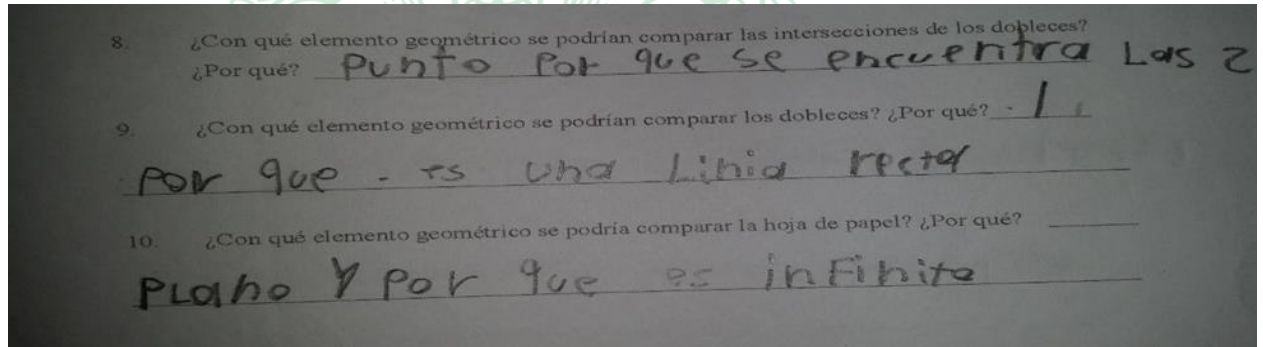 8. ¿Con qué elemento geométrico se podrían comparar las intersecciones de los dobleces?
¿Por qué? Punto Por que se encuentra Las 2
9. ¿Con qué elemento geométrico se podrían comparar los dobleces? ¿Por qué?
Por que - es una Linia recta
10. ¿Con qué elemento geométrico se podría comparar la hoja de papel? ¿Por qué?
PLano Y Por que es inFinito